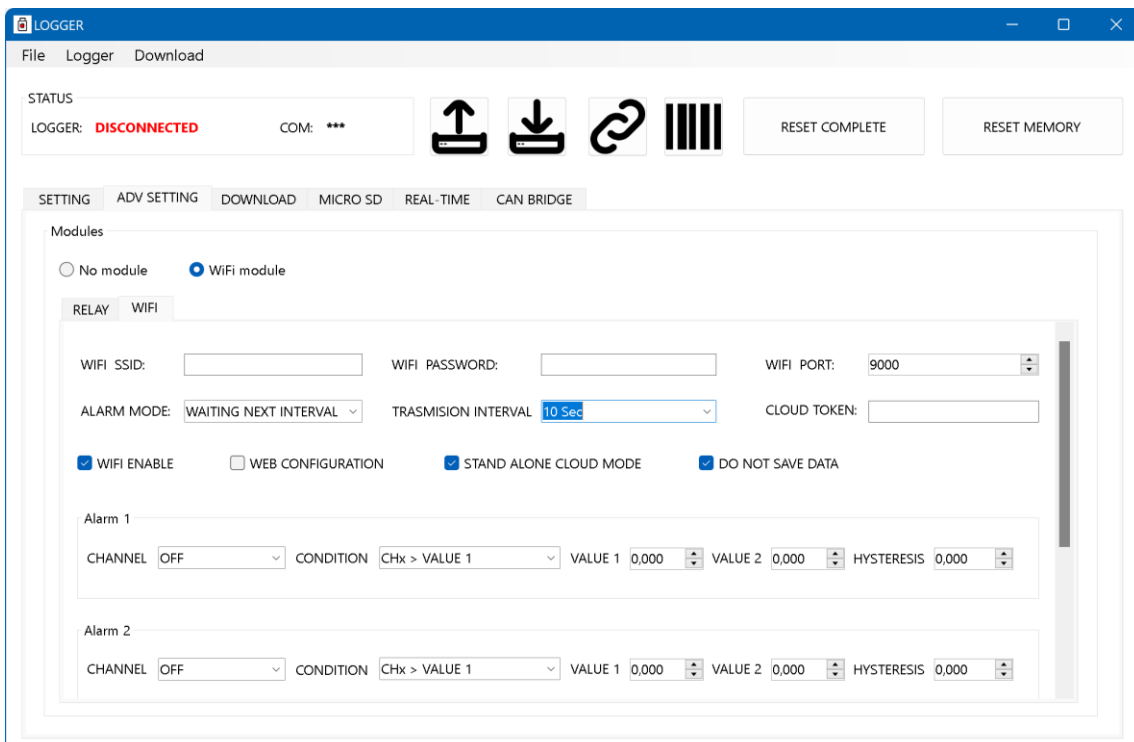 LOGGER
File Logger Download
STATUS
LOGGER: DISCONNECTED COM: ***
RESET COMPLETE RESET MEMORY
SETTING ADV SETTING DOWNLOAD MICRO SD REAL-TIME CAN BRIDGE
Modules
No module WiFi module
RELAY WIFI
WIFI SSID: WIFI PASSWORD: WIFI PORT: 9000
ALARM MODE: WAITING NEXT INTERVAL TRASMISION INTERVAL 10 Sec CLOUD TOKEN:
WIFI ENABLE WEB CONFIGURATION STAND ALONE CLOUD MODE DO NOT SAVE DATA
Alarm 1
CHANNEL OFF CONDITION CHx > VALUE 1 VALUE 1 0,000 VALUE 2 0,000 HYSTERESIS 0,000
Alarm 2
CHANNEL OFF CONDITION CHx > VALUE 1 VALUE 1 0,000 VALUE 2 0,000 HYSTERESIS 0,000